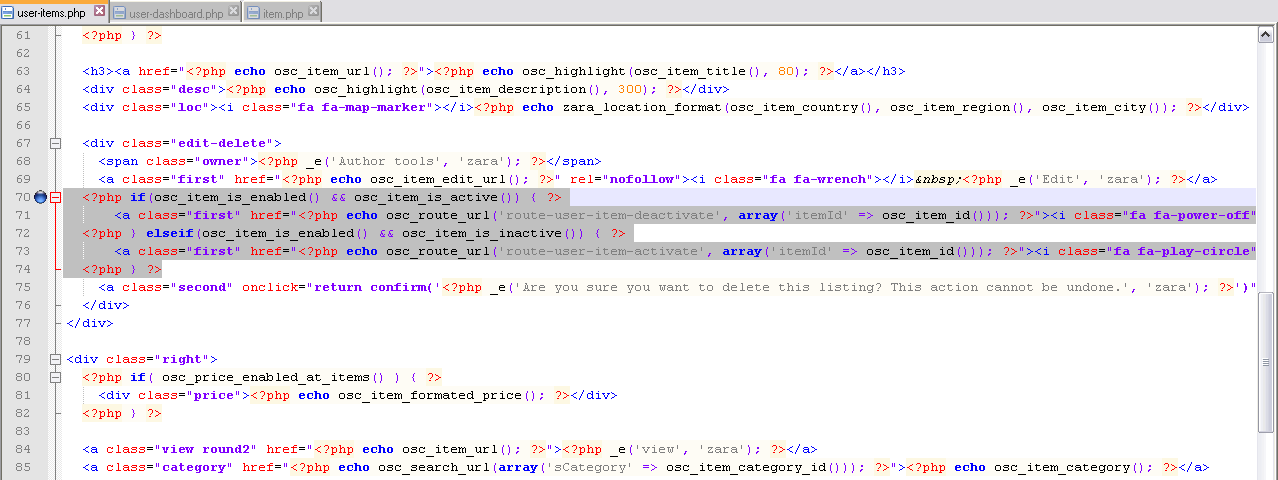 user-items.php user-dashboard.php item.php
61 <?php } ?>
62
63 <h3><a href="<?php echo osc_item_url(); ?>"><?php echo osc_highlight(osc_item_title(), 80); ?></a></h3>
64 <div class="desc"><?php echo osc_highlight(osc_item_description(), 300); ?></div>
65 <div class="loc"><i class="fa fa-map-marker"></i><?php echo zara_location_format(osc_item_country(), osc_item_region(), osc_item_city()); ?></div>
66
67 <div class="edit-delete">
68 <span class="owner"><?php _e('Author tools', 'zara'); ?></span>
69 <a class="first" href="<?php echo osc_item_edit_url(); ?>" rel="nofollow"><i class="fa fa-wrench"></i>&nbsp;<?php _e('Edit', 'zara'); ?></a>
70 <?php if(osc_item_is_enabled() && osc_item_is_active()) { ?>
71 <a class="first" href="<?php echo osc_route_url('route-user-item-deactivate', array('itemId' => osc_item_id())); ?>"><i class="fa fa-power-off"
72 <?php } elseif(osc_item_is_enabled() && osc_item_is_inactive()) { ?>
73 <a class="first" href="<?php echo osc_route_url('route-user-item-activate', array('itemId' => osc_item_id())); ?>"><i class="fa fa-play-circle"
74 <?php } ?>
75 <a class="second" onclick="return confirm('<?php _e('Are you sure you want to delete this listing? This action cannot be undone.', 'zara'); ?>')"
76 </div>
77 </div>
78
79 <div class="right">
80 <?php if( osc_price_enabled_at_items() ) { ?>
81 <div class="price"><?php echo osc_item_formated_price(); ?></div>
82 <?php } ?>
83
84 <a class="view round2" href="<?php echo osc_item_url(); ?>"><?php _e('view', 'zara'); ?></a>
85 <a class="category" href="<?php echo osc_search_url(array('sCategory' => osc_item_category_id())); ?>"><?php echo osc_item_category(); ?></a>